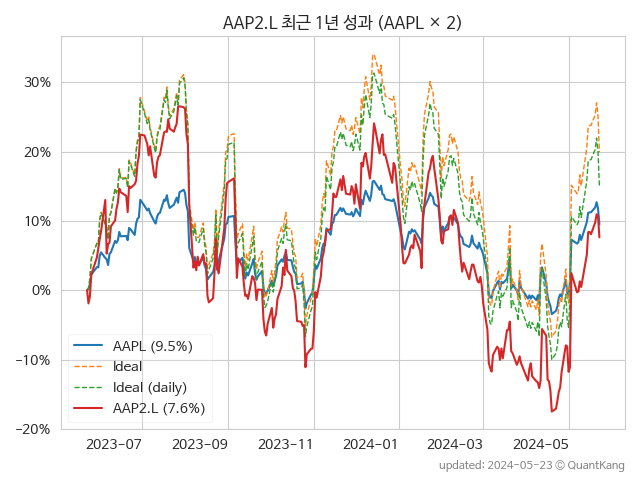 AAP2.L 최근 1년 성과 (AAPL × 2)
30%
20%
10%
0%
−10%
−20%
AAPL (9.5%)
Ideal
Ideal (daily)
AAP2.L (7.6%)
2023-07 2023-09 2023-11 2024-01 2024-03 2024-05
updated: 2024-05-23 ⓒ QuantKang